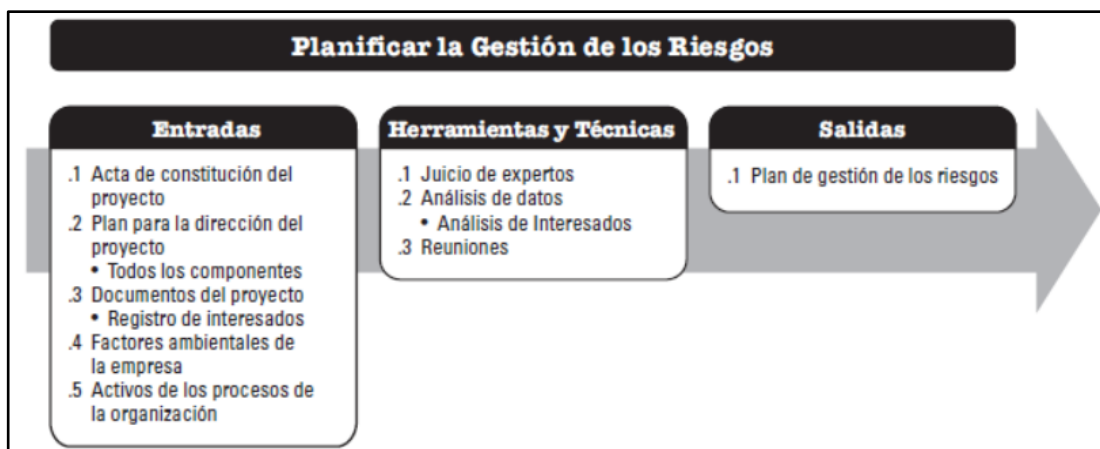 Planificar la Gestión de los Riesgos
Entradas
.1 Acta de constitución del
proyecto
.2 Plan para la dirección del
proyecto
• Todos los componentes
.3 Documentos del proyecto
• Registro de interesados
.4 Factores ambientales de
la empresa
.5 Activos de los procesos de
la organización
Herramientas y Técnicas
.1 Juicio de expertos
.2 Análisis de datos
• Análisis de Interesados
.3 Reuniones
Salidas
.1 Plan de gestión de los riesgos